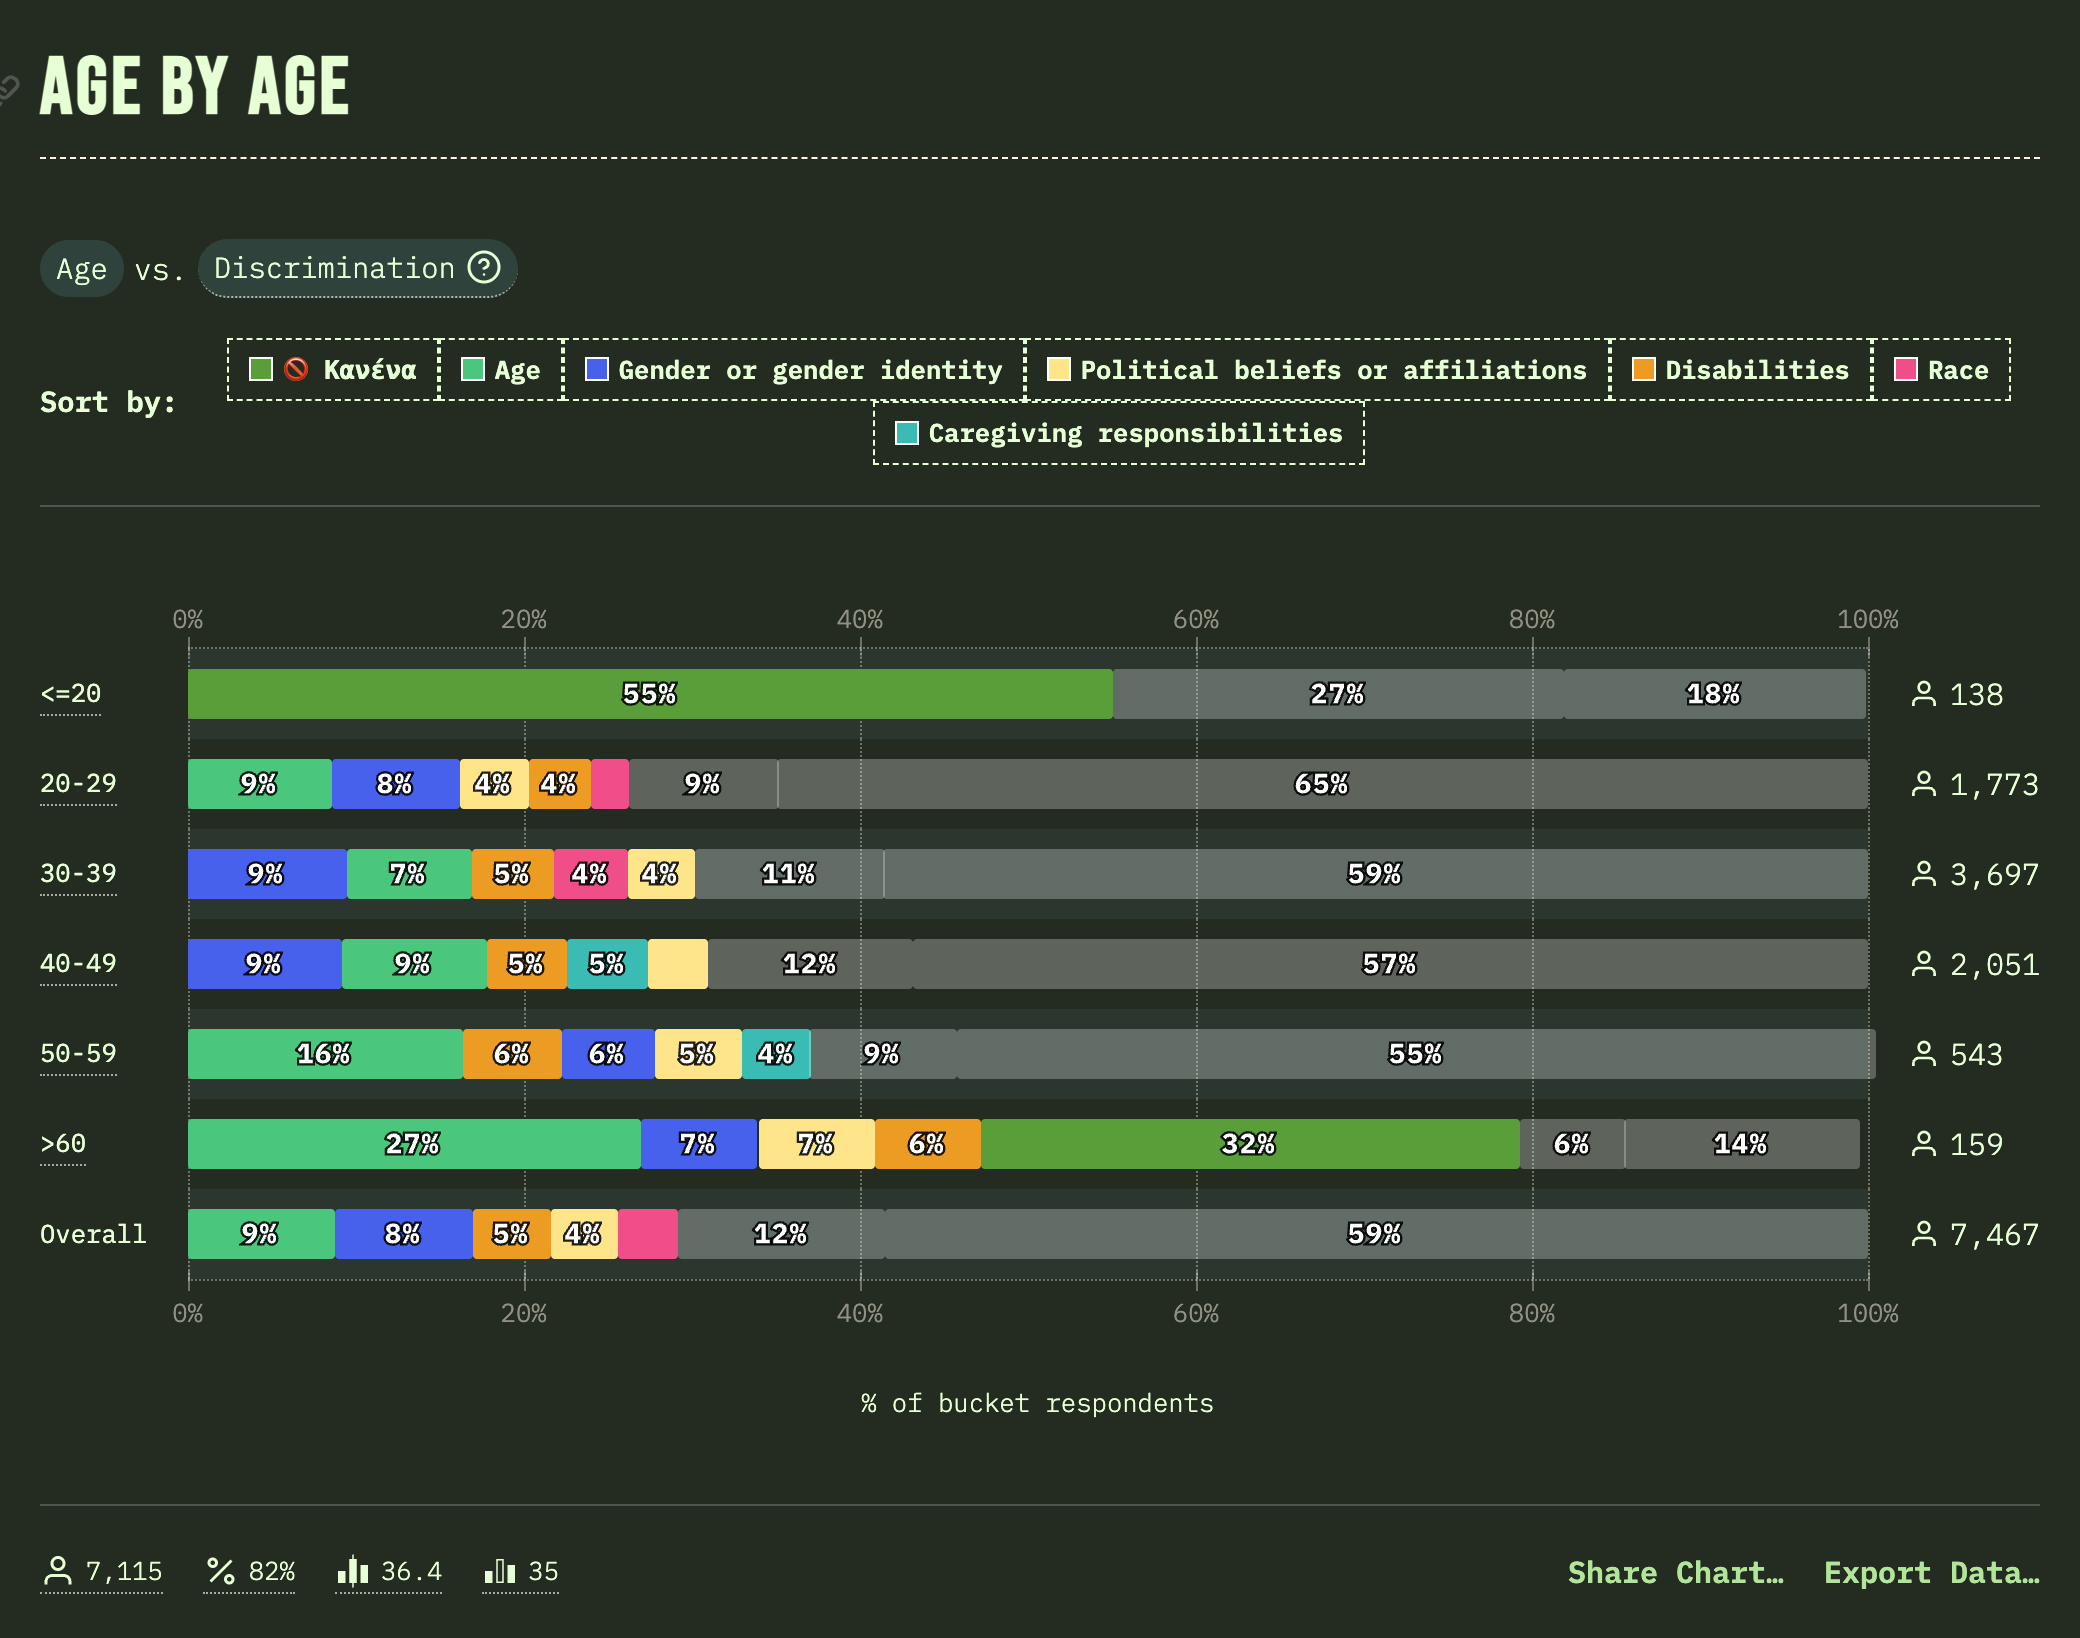 AGE BY AGE
Age vs. Discrimination ?
🚫 Κανένα Age Gender or gender identity Political beliefs or affiliations Disabilities Race
Sort by:
Caregiving responsibilities
0% 20% 40% 60% 80% 100%
<=20 55% 27% 18% 138
20-29 9% 8% 4% 4% 9% 65% 1,773
30-39 9% 7% 5% 4% 4% 11% 59% 3,697
40-49 9% 9% 5% 5% 12% 57% 2,051
50-59 16% 6% 6% 5% 4% 9% 55% 543
>60 27% 7% 7% 6% 32% 6% 14% 159
Overall 9% 8% 5% 4% 12% 59% 7,467
0% 20% 40% 60% 80% 100%
% of bucket respondents
7,115 82% 36.4 35 Share Chart… Export Data…